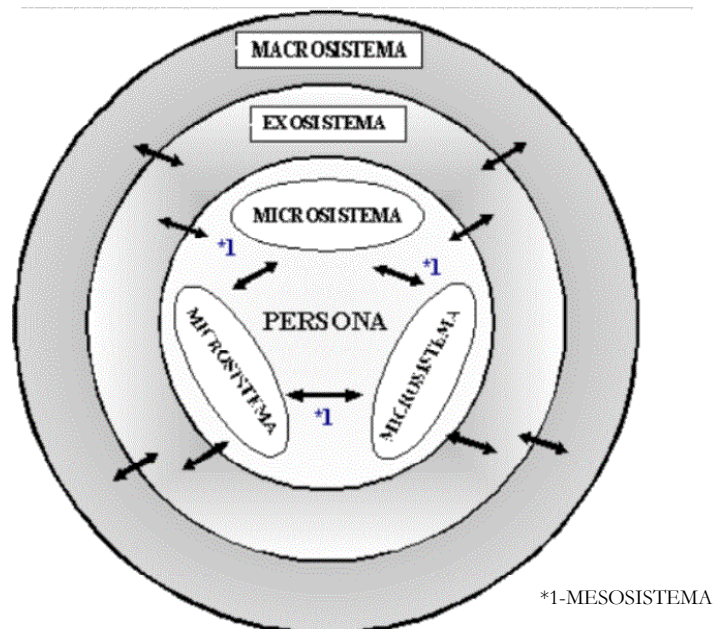 MACROSISTEMA
EXOSISTEMA
MICROSISTEMA
*1
*1
PERSONA
MICROSISTEMA
MICROSISTEMA
*1
*1-MESOSISTEMA